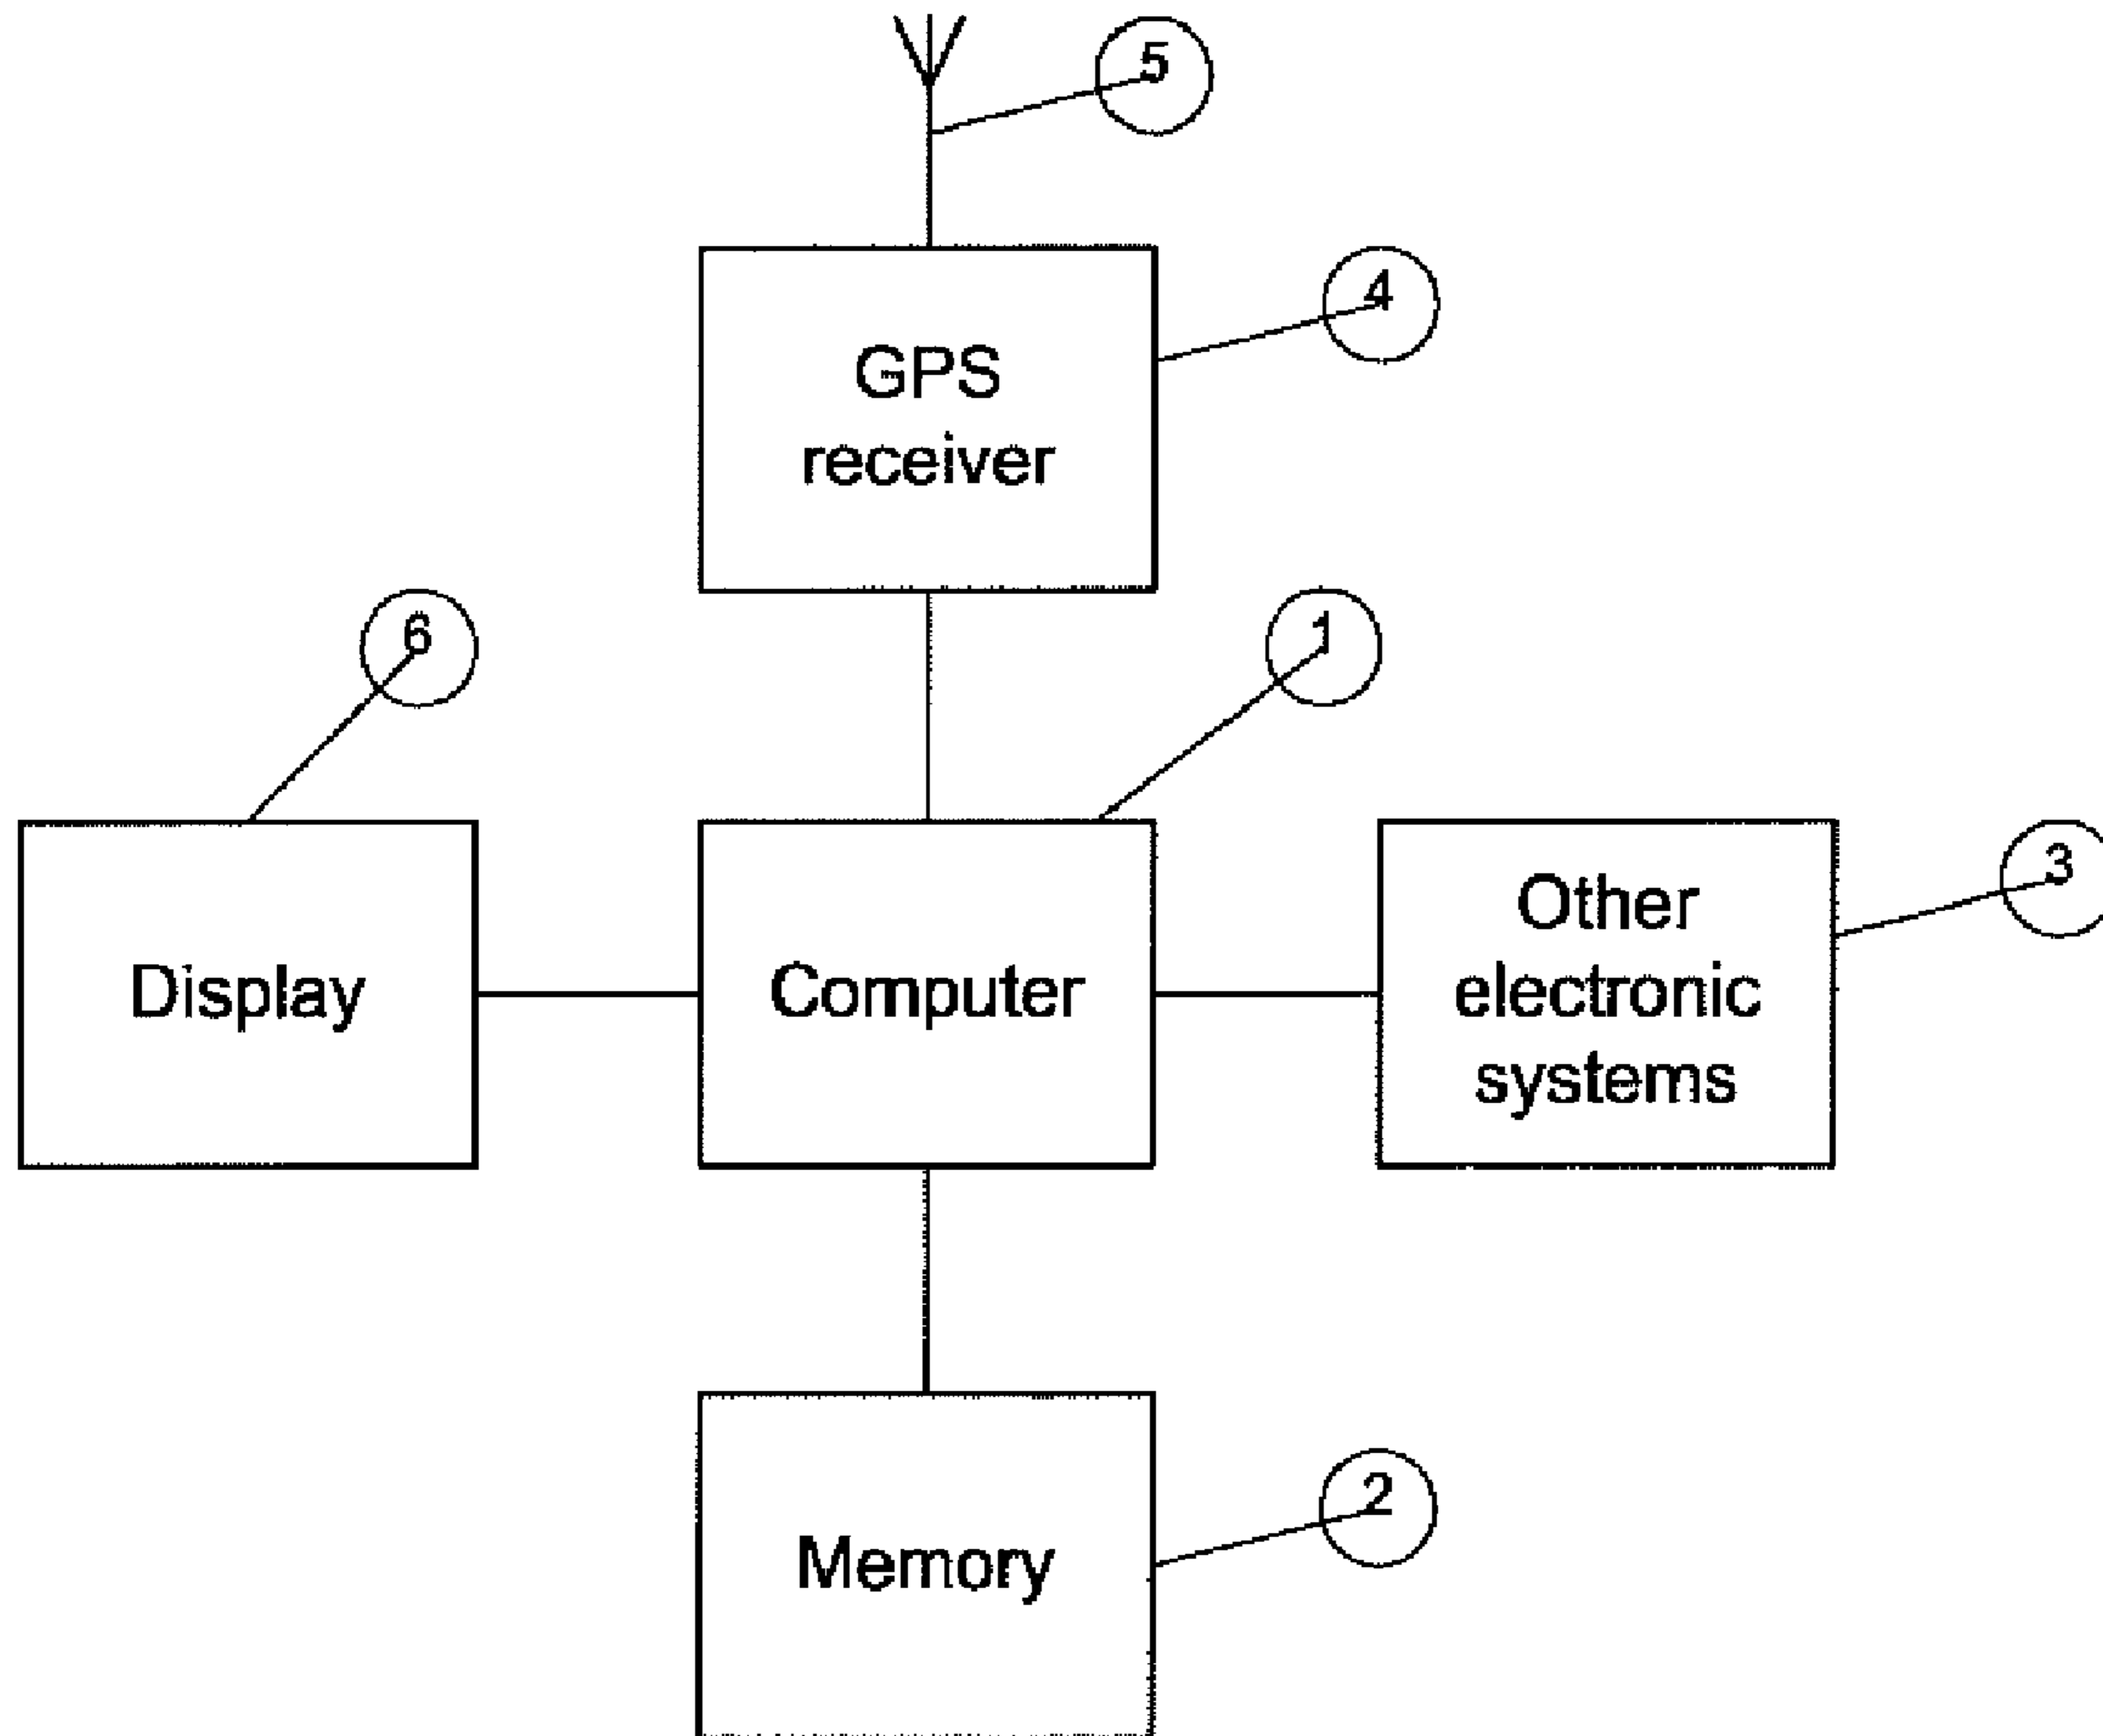 5
4
GPS
receiver
6
1
3
Display
Computer
Other
electronic
systems
2
Memory